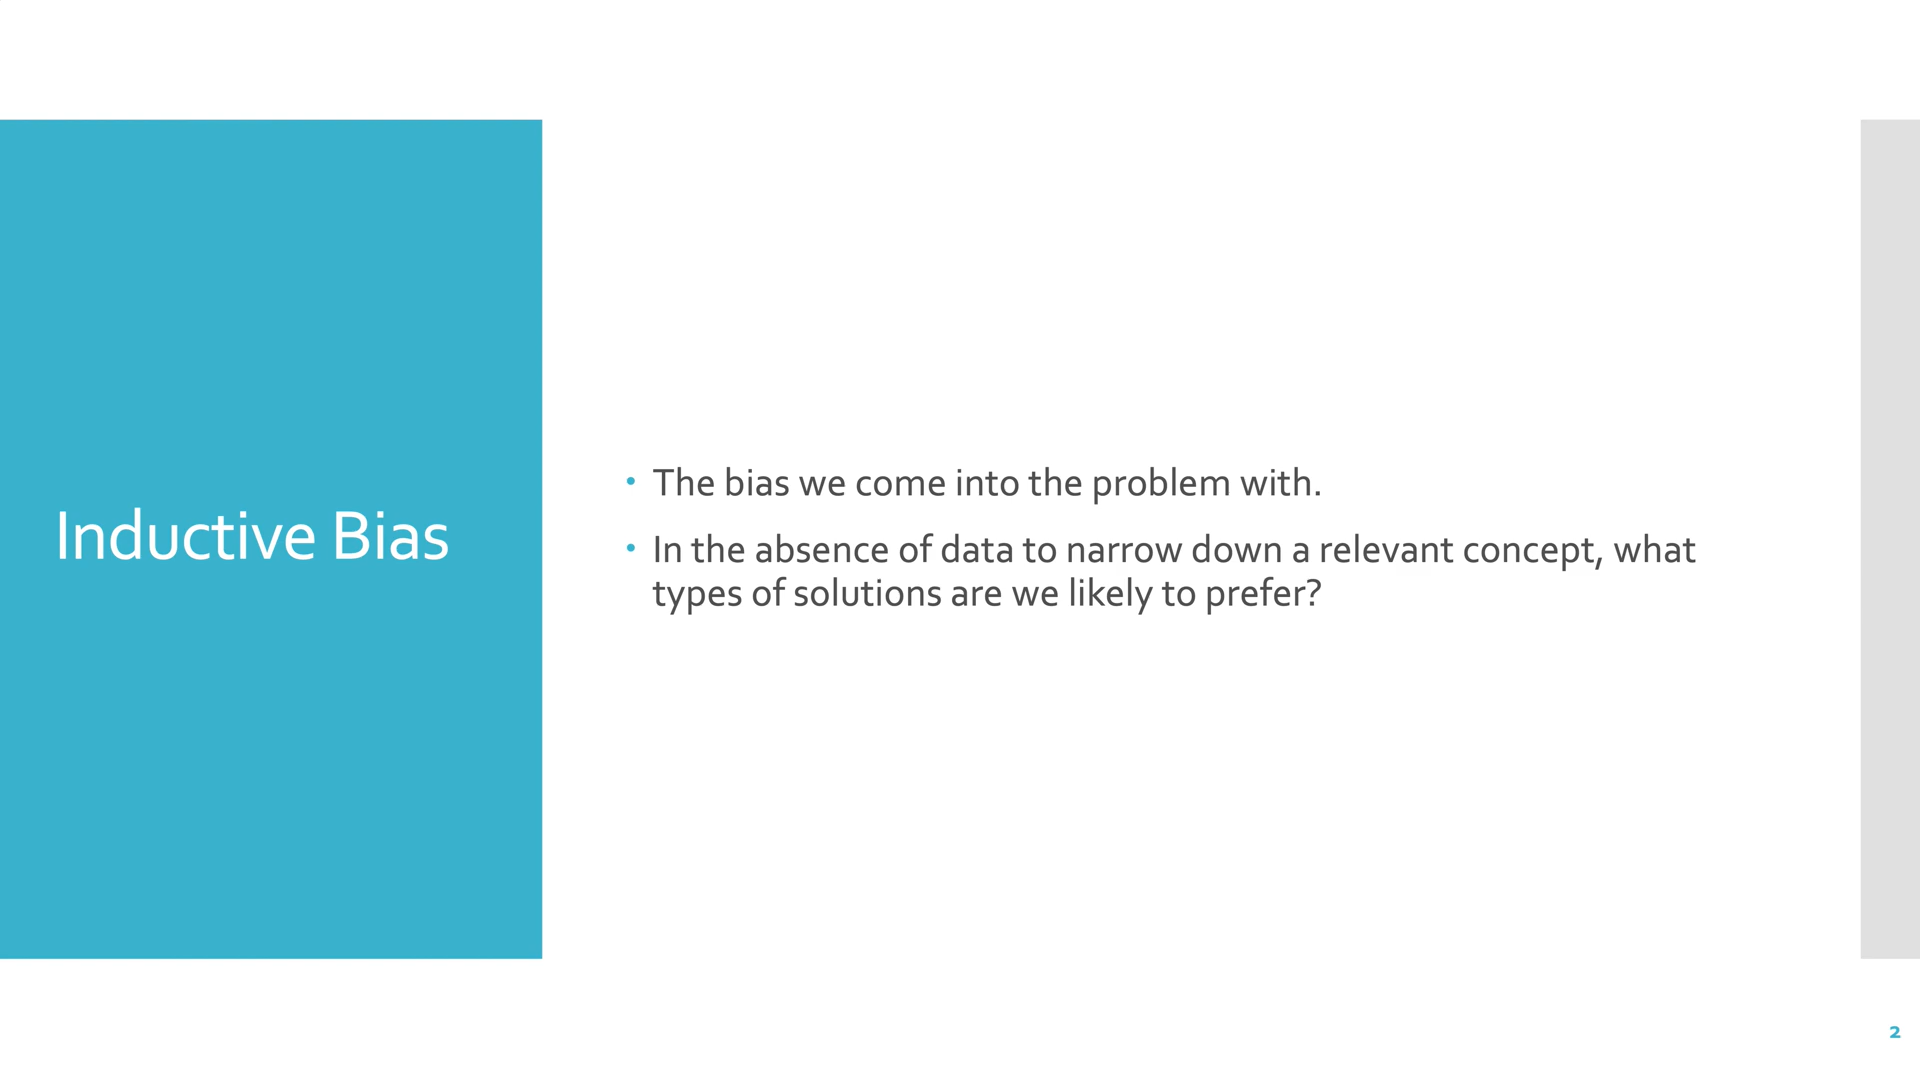 Inductive Bias
• The bias we come into the problem with.
• In the absence of data to narrow down a relevant concept, what
types of solutions are we likely to prefer?
2